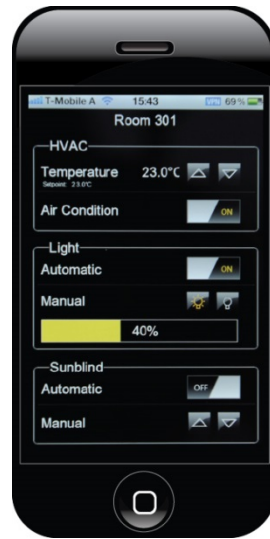 T-Mobile A 15:43 VPN 69 %
Room 301
HVAC
Temperature 23.0°C
Setpoint 23.0°C
Air Condition ON
Light
Automatic ON
Manual
40%
Sunblind
Automatic OFF
Manual